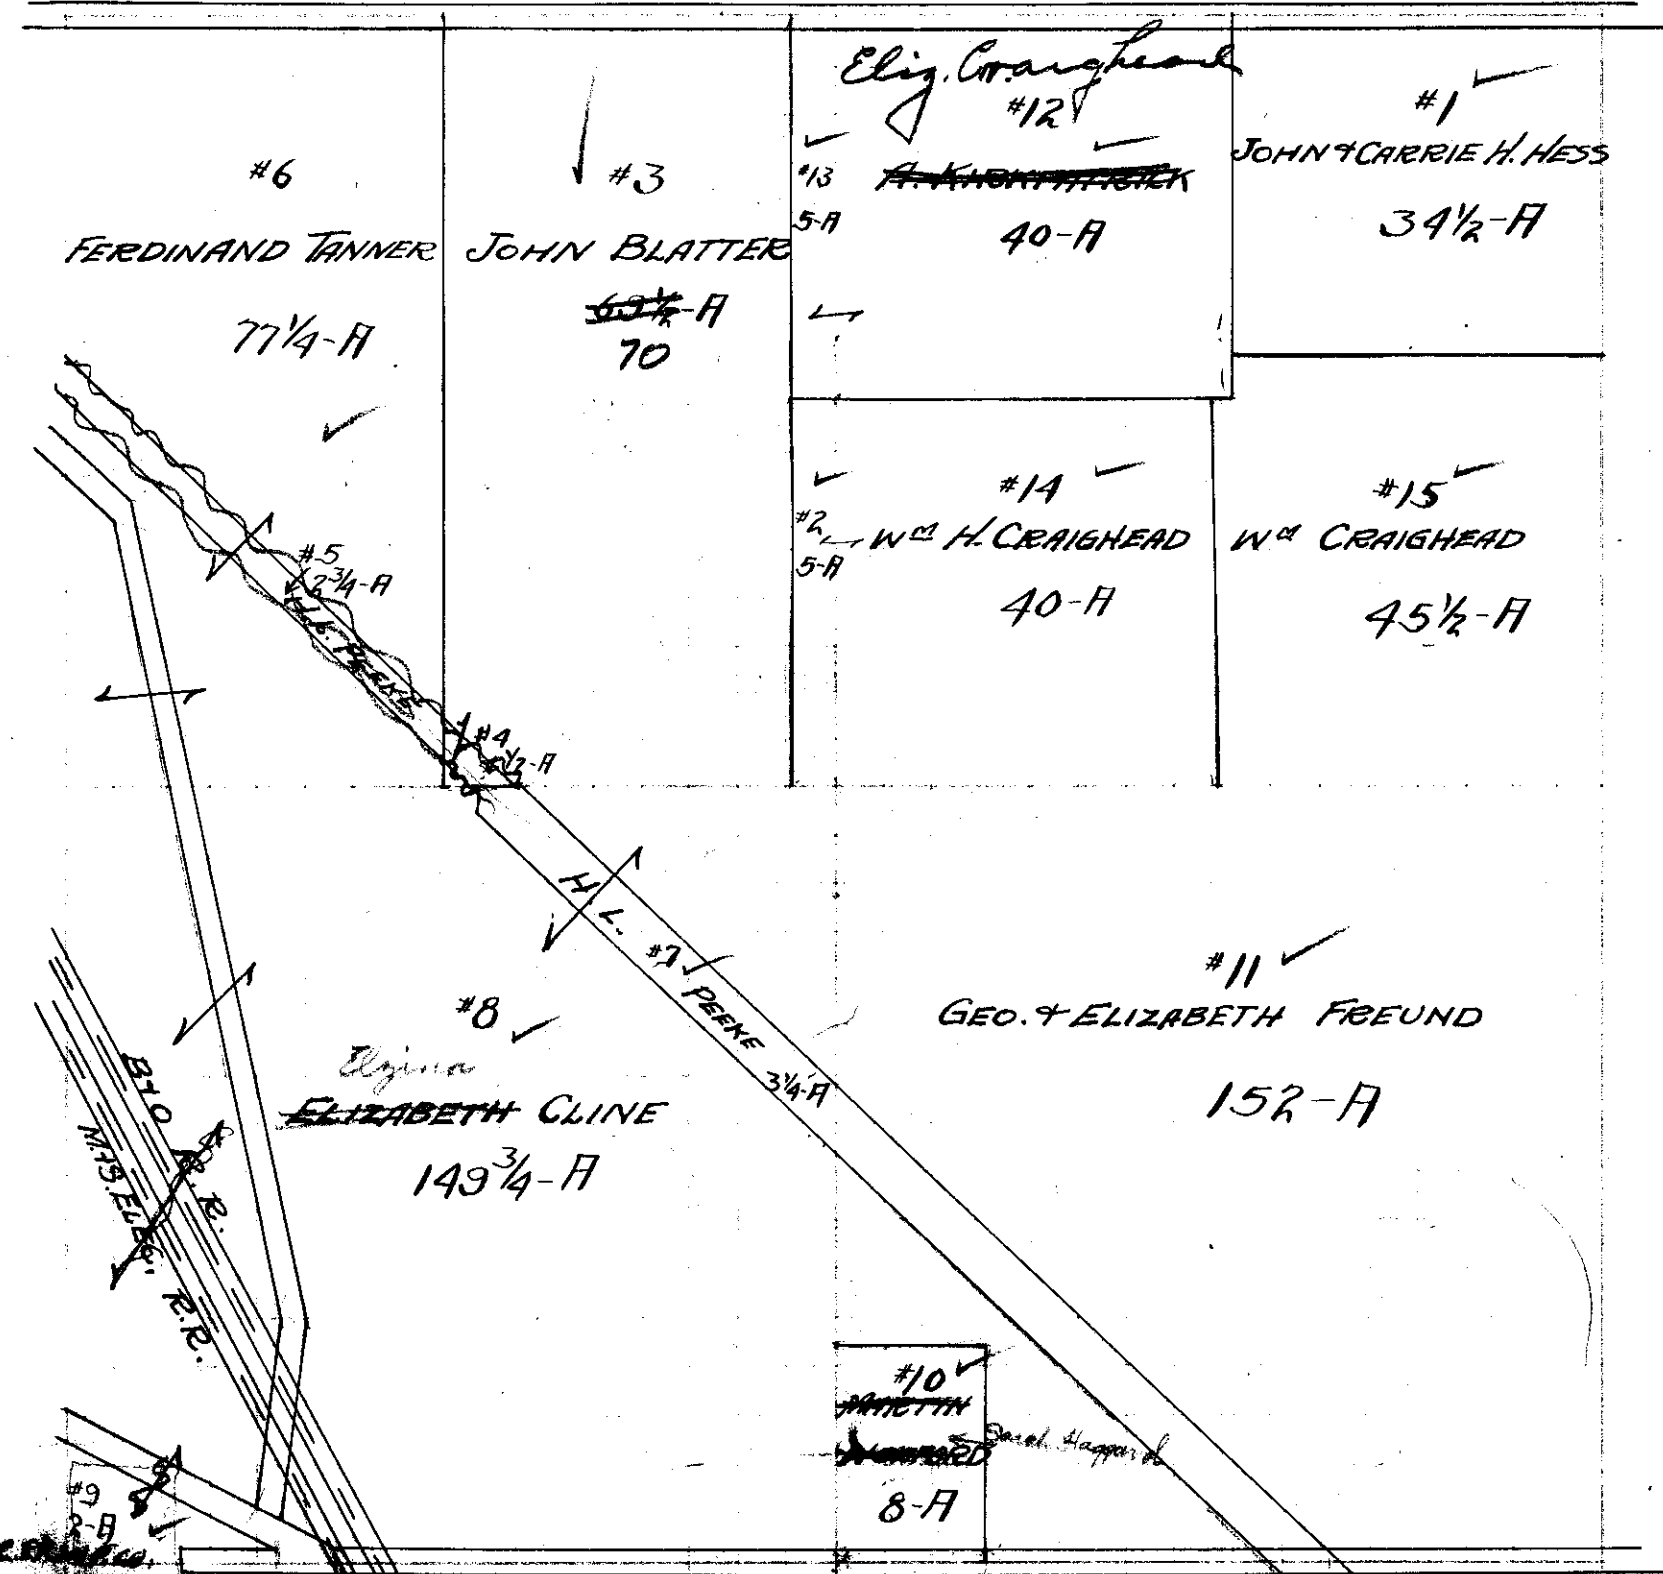 Eliz. Craighead
#12
40-A
#1
JOHN & CARRIE H. HESS
34½-A
#6
FERDINAND TANNER
77¼-A
#3
JOHN BLATTER
69½-A
70
#13
5-A
#2
5-A
#14
Wm H. CRAIGHEAD
40-A
#15
Wm CRAIGHEAD
45½-A
#5
2¾-A
H.L. PEEKE
#4
½-A
H. L. PEEKE
#7
3¼-A
#8
Elzina
ELIZABETH CLINE
149¾-A
#11
GEO. & ELIZABETH FREUND
152-A
B+O R. R.
M.+S. ELEC. R.R.
#10
MARTIN
Sarah Haggard
8-A
#9
2-A